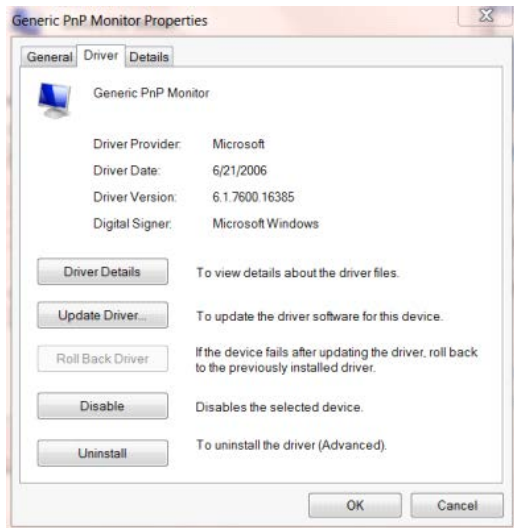 Generic PnP Monitor Properties
General Driver Details
Generic PnP Monitor
Driver Provider: Microsoft
Driver Date: 6/21/2006
Driver Version: 6.1.7600.16385
Digital Signer: Microsoft Windows
Driver Details To view details about the driver files.
Update Driver... To update the driver software for this device.
Roll Back Driver If the device fails after updating the driver, roll back
to the previously installed driver.
Disable Disables the selected device.
Uninstall To uninstall the driver (Advanced).
OK Cancel